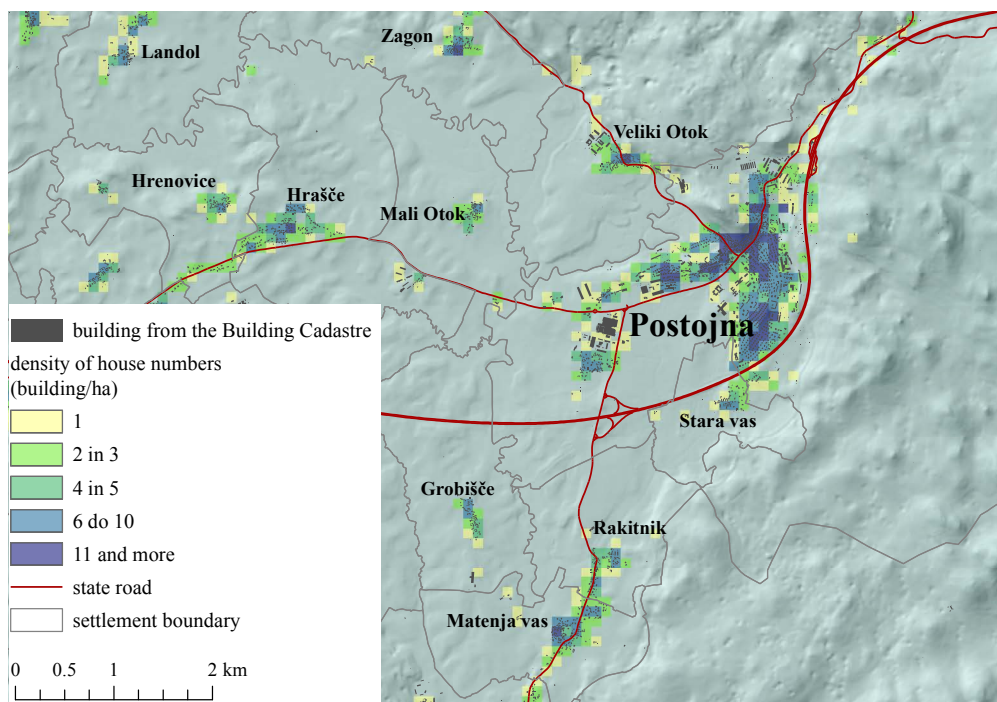 Zagon
Landol
Veliki Otok
Hrenovice
Hrašče
Mali Otok
Postojna
building from the Building Cadastre
density of house numbers
(building/ha)
1
2 in 3
4 in 5
6 do 10
11 and more
state road
settlement boundary
0 0.5 1 2 km
Stara vas
Grobišče
Rakitnik
Matenja vas